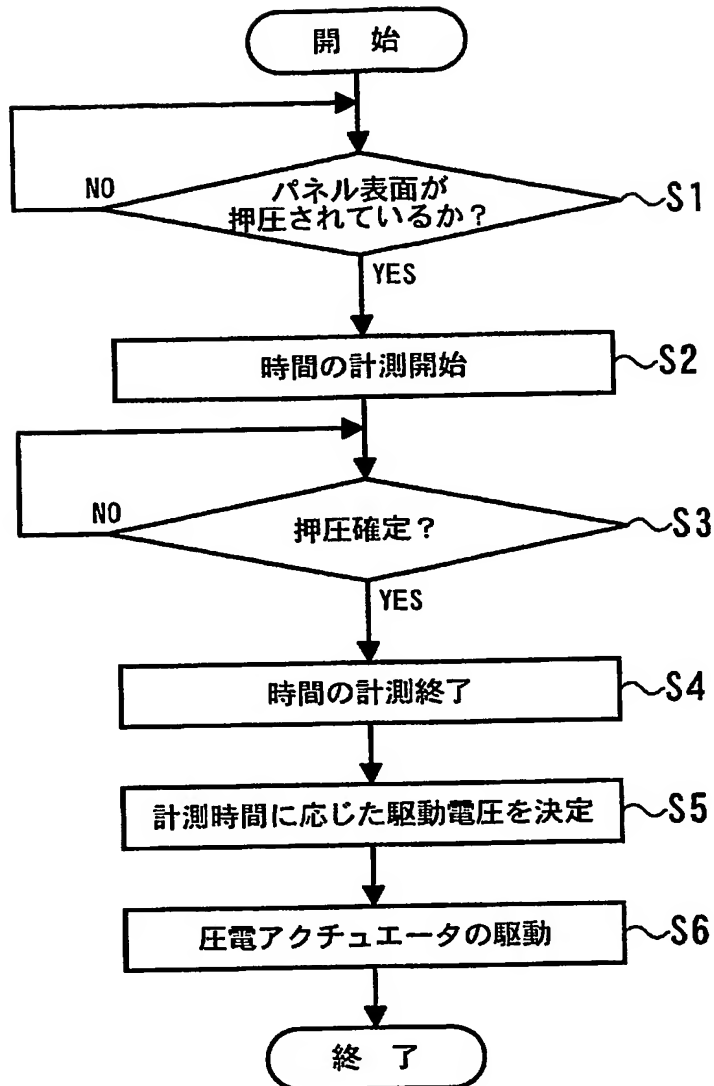 開 始
パネル表面が
押圧されているか？
S1
NO
YES
時間の計測開始
S2
押圧確定？
S3
NO
YES
時間の計測終了
S4
計測時間に応じた駆動電圧を決定
S5
圧電アクチュエータの駆動
S6
終 了